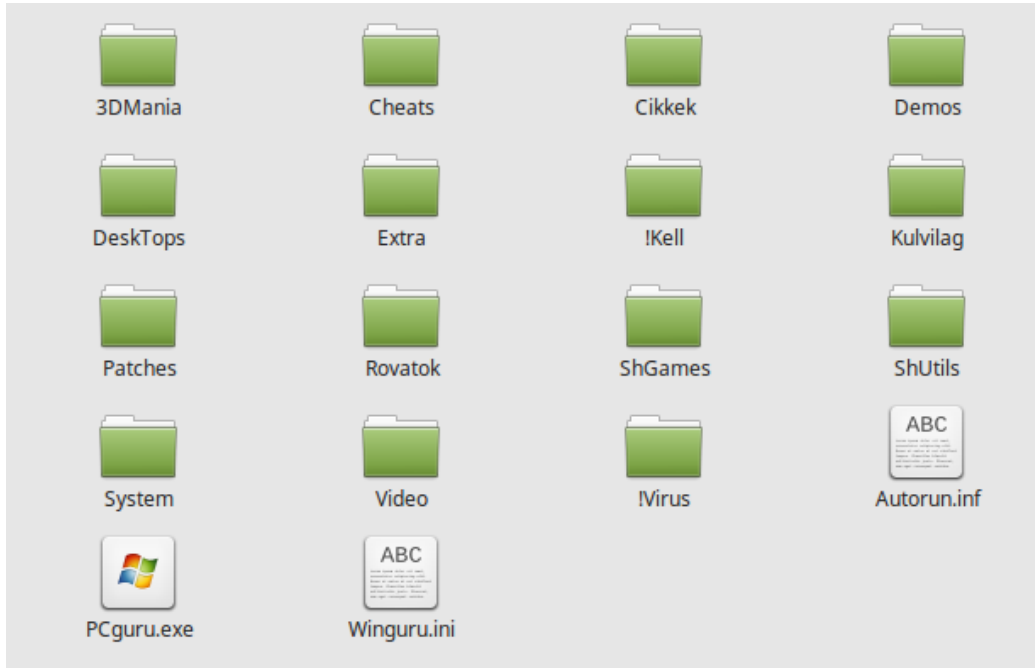 3DMania Cheats Cikkek Demos
DeskTops Extra !Kell Kulvilag
Patches Rovatok ShGames ShUtils
ABC
System Video !Virus Autorun.inf
ABC
PCguru.exe Winguru.ini